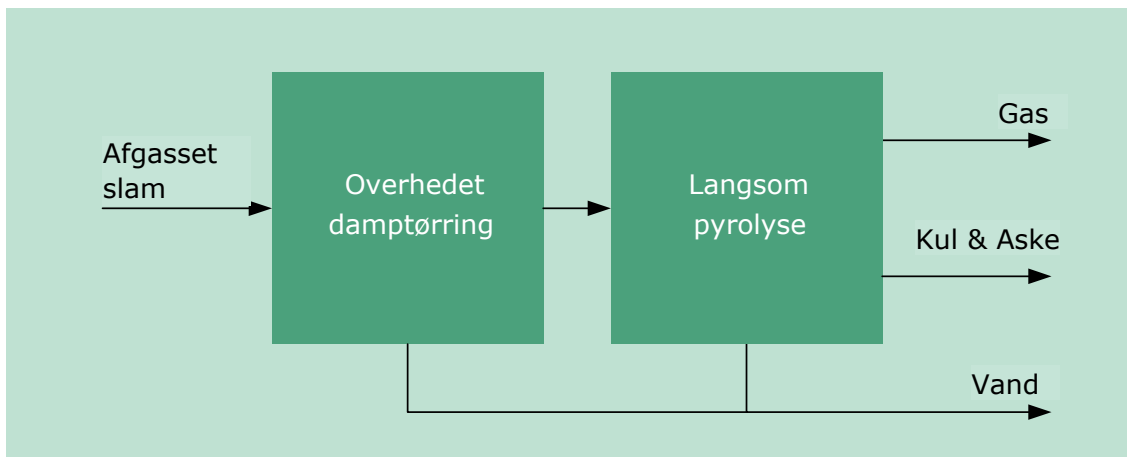 Afgasset
slam
Overhedet
damptørring
Langsom
pyrolyse
Gas
Kul & Aske
Vand